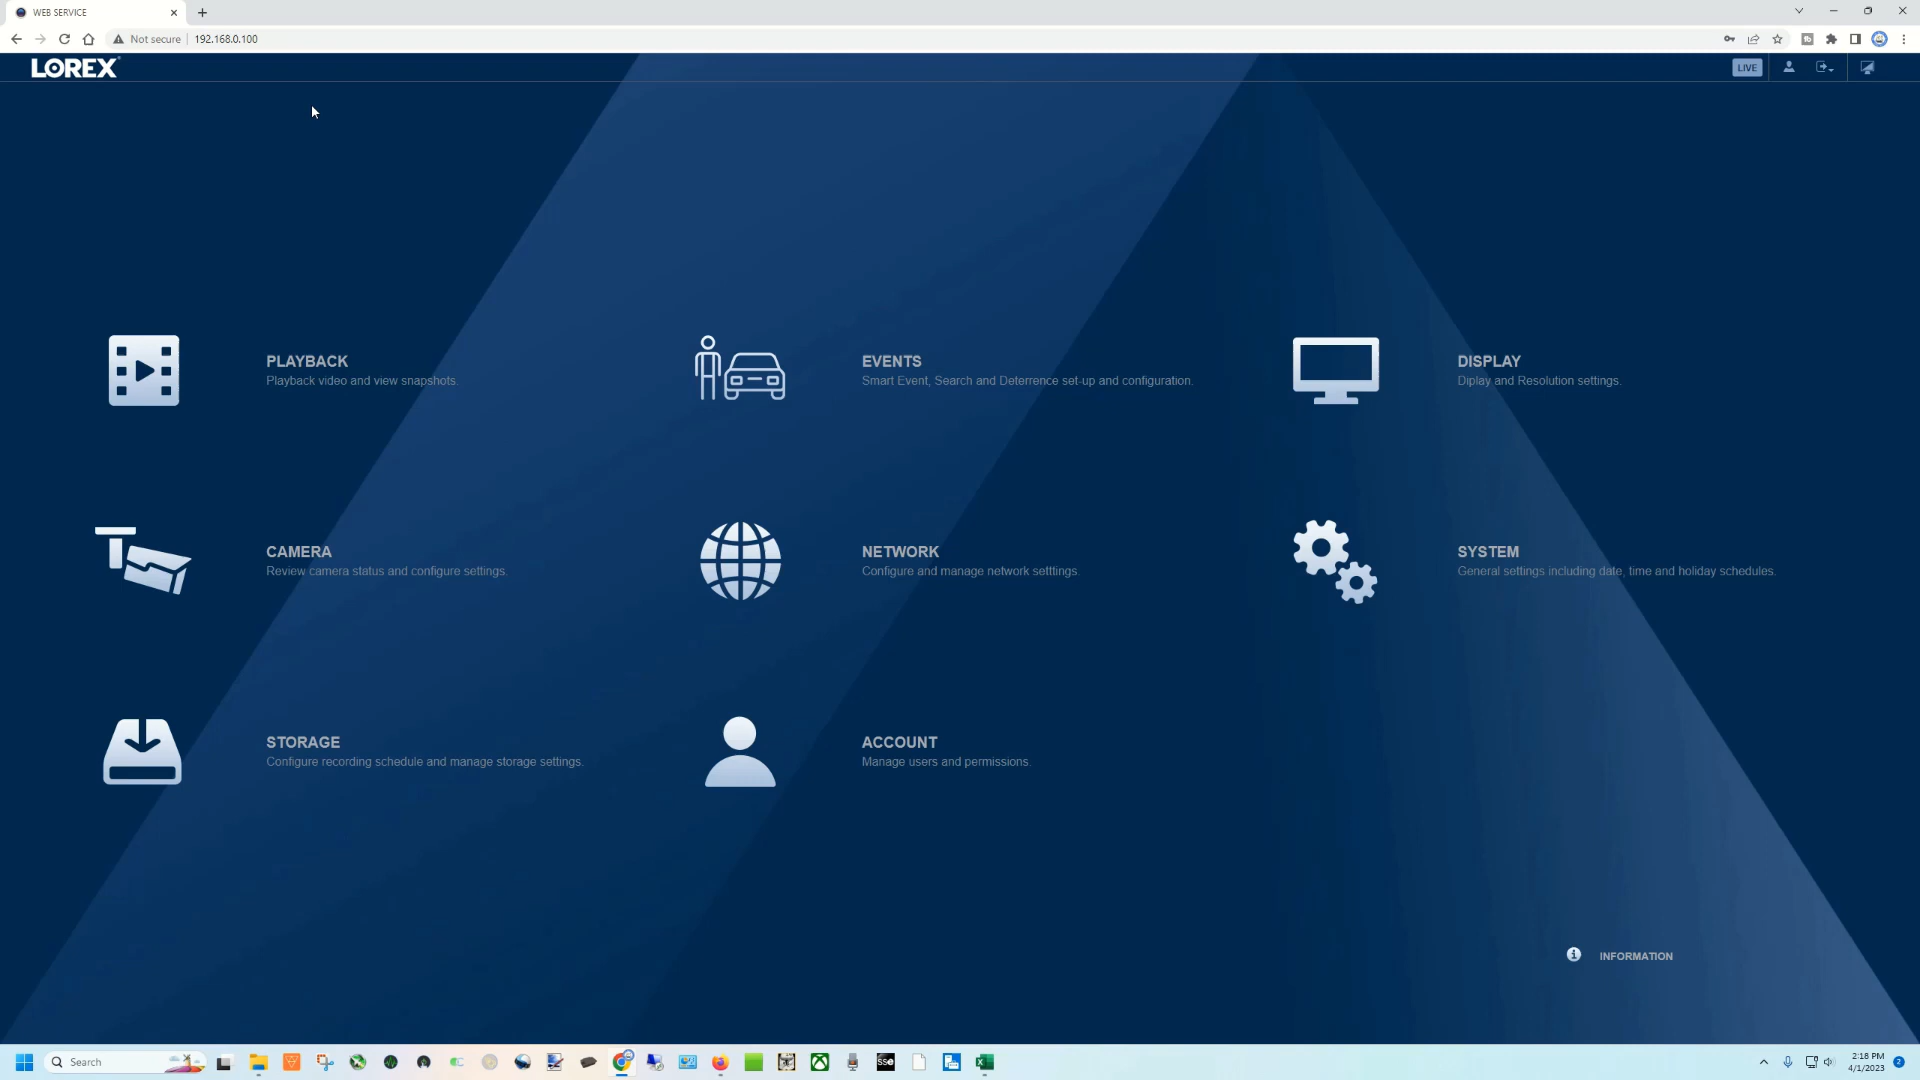 WEB SERVICE
Not secure
192.168.0.100
LOREX
LIVE
PLAYBACK
Playback video and view snapshots.
EVENTS
Smart Event, Search and Deterrence set-up and configuration.
DISPLAY
Diplay and Resolution settings.
CAMERA
Review camera status and configure settings.
NETWORK
Configure and manage network setttings.
SYSTEM
General settings including date, time and holiday schedules.
STORAGE
Configure recording schedule and manage storage settings.
ACCOUNT
Manage users and permissions.
INFORMATION
Search
SSE
2:18 PM
4/1/2023
2